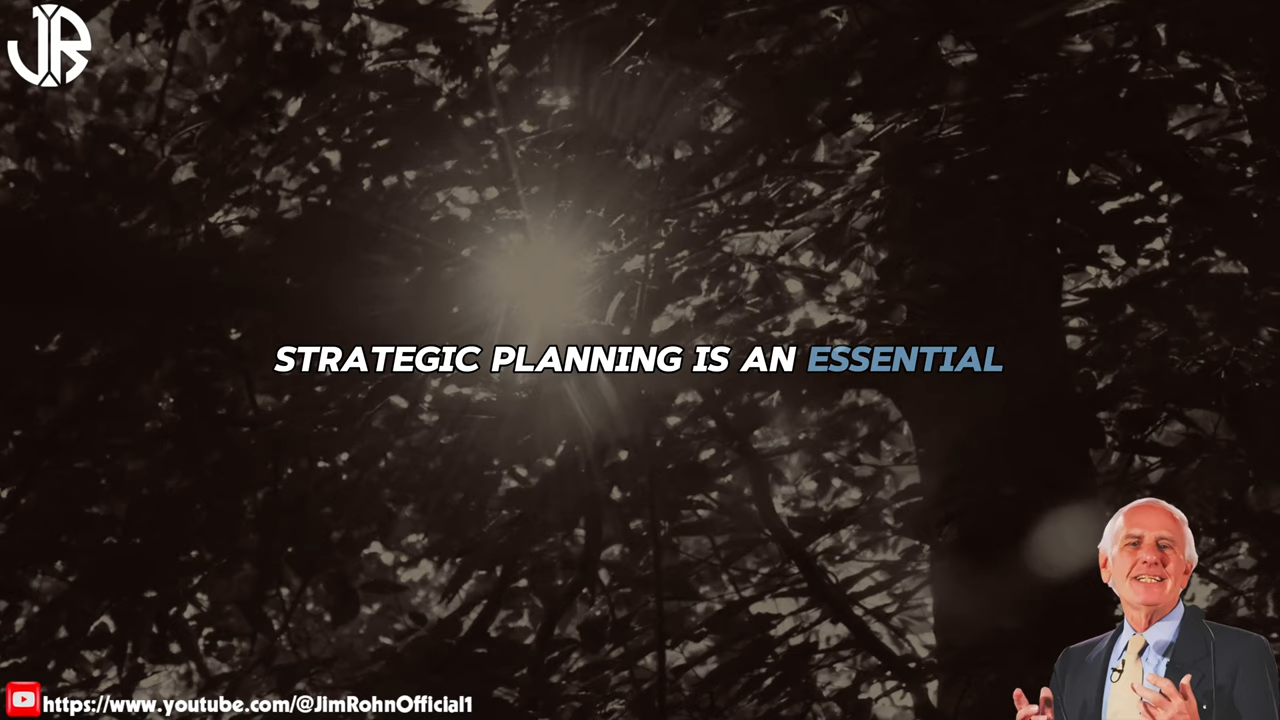 JR
STRATEGIC PLANNING IS AN ESSENTIAL
https://www.youtube.com/@JimRohnOfficial1